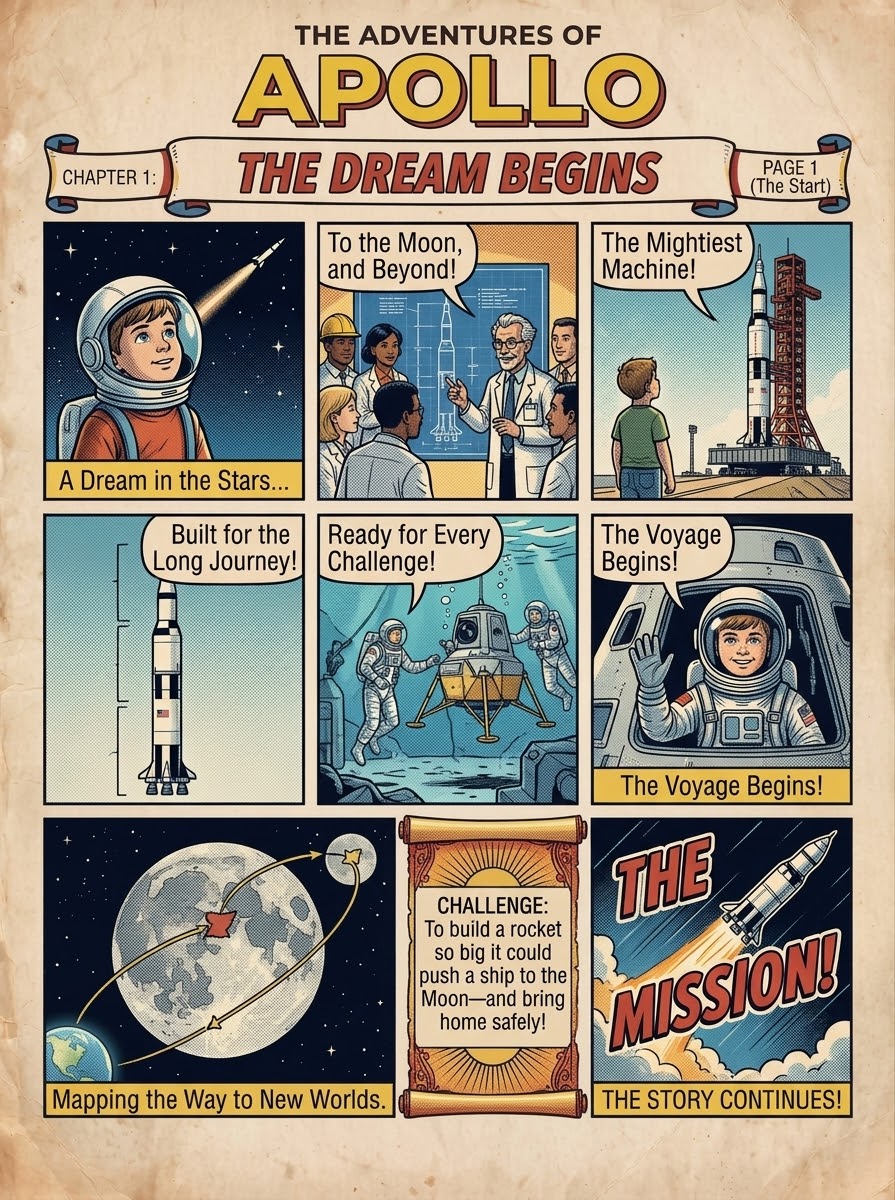 THE ADVENTURES OF
APOLLO
CHAPTER 1:
THE DREAM BEGINS
PAGE 1
(The Start)
A Dream in the Stars...
To the Moon,
and Beyond!
The Mightiest
Machine!
Built for the
Long Journey!
Ready for Every
Challenge!
The Voyage
Begins!
The Voyage Begins!
Mapping the Way to New Worlds.
CHALLENGE:
To build a rocket
so big it could
push a ship to the
Moon—and bring
home safely!
THE
MISSION!
THE STORY CONTINUES!